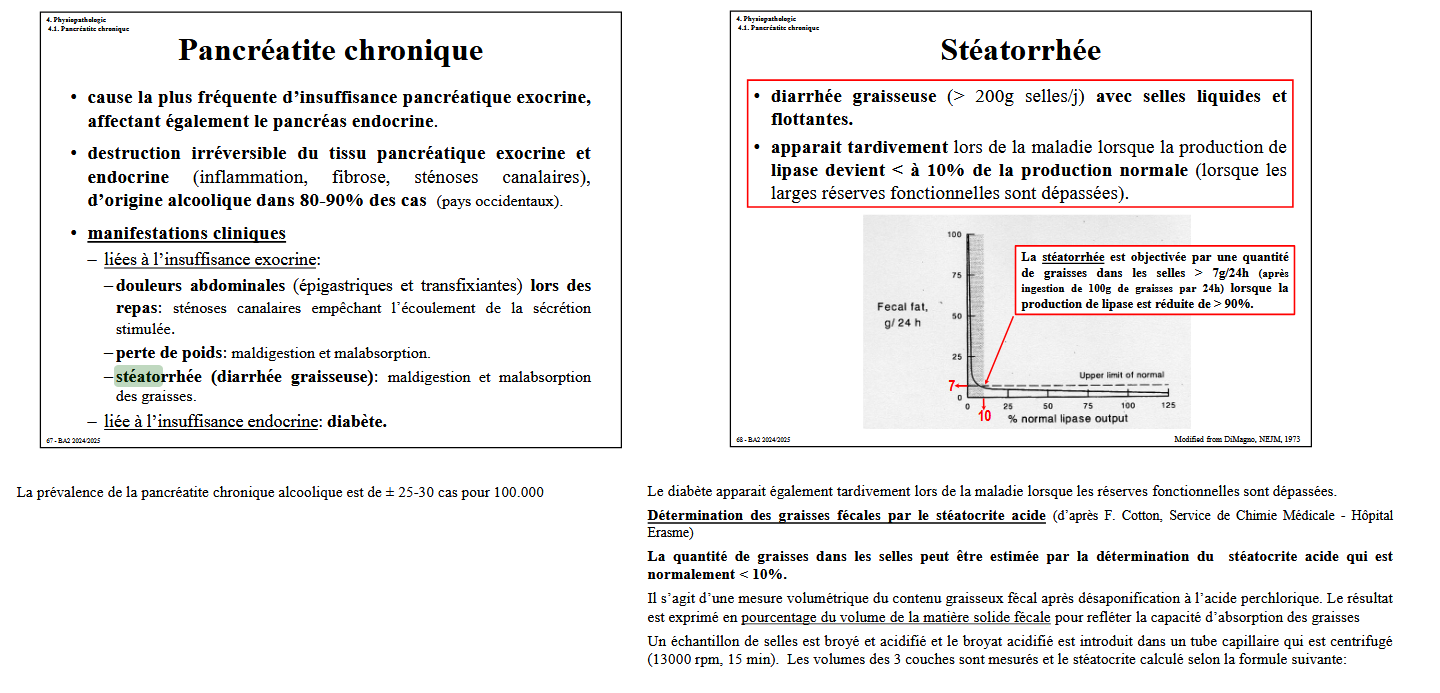 4. Physiopathologie
4.1. Pancréatite chronique
Pancréatite chronique
• cause la plus fréquente d’insuffisance pancréatique exocrine,
affectant également le pancréas endocrine.
• destruction irréversible du tissu pancréatique exocrine et
endocrine (inflammation, fibrose, sténoses canalaires),
d’origine alcoolique dans 80-90% des cas (pays occidentaux).
• manifestations cliniques
– liées à l’insuffisance exocrine:
–douleurs abdominales (épigastriques et transfixiantes) lors des
repas: sténoses canalaires empêchant l’écoulement de la sécrétion
stimulée.
–perte de poids: maldigestion et malabsorption.
–stéatorrhée (diarrhée graisseuse): maldigestion et malabsorption
des graisses.
– liée à l’insuffisance endocrine: diabète.
67 - BA2 2024/2025
La prévalence de la pancréatite chronique alcoolique est de ± 25-30 cas pour 100.000
4. Physiopathologie
4.1. Pancréatite chronique
Stéatorrhée
• diarrhée graisseuse (> 200g selles/j) avec selles liquides et
flottantes.
• apparait tardivement lors de la maladie lorsque la production de
lipase devient < à 10% de la production normale (lorsque les
larges réserves fonctionnelles sont dépassées).
La stéatorrhée est objectivée par une quantité
de graisses dans les selles > 7g/24h (après
ingestion de 100g de graisses par 24h) lorsque la
production de lipase est réduite de > 90%.
Fecal fat,
g/ 24 h
100
75
50
25
7
0
Upper limit of normal
0 10 25 50 75 100 125
% normal lipase output
68 - BA2 2024/2025
Modified from DiMagno, NEJM, 1973
Le diabète apparait également tardivement lors de la maladie lorsque les réserves fonctionnelles sont dépassées.
Détermination des graisses fécales par le stéatocrite acide (d’après F. Cotton, Service de Chimie Médicale - Hôpital
Erasme)
La quantité de graisses dans les selles peut être estimée par la détermination du stéatocrite acide qui est
normalement < 10%.
Il s’agit d’une mesure volumétrique du contenu graisseux fécal après désaponification à l’acide perchlorique. Le résultat
est exprimé en pourcentage du volume de la matière solide fécale pour refléter la capacité d’absorption des graisses
Un échantillon de selles est broyé et acidifié et le broyat acidifié est introduit dans un tube capillaire qui est centrifugé
(13000 rpm, 15 min). Les volumes des 3 couches sont mesurés et le stéatocrite calculé selon la formule suivante: